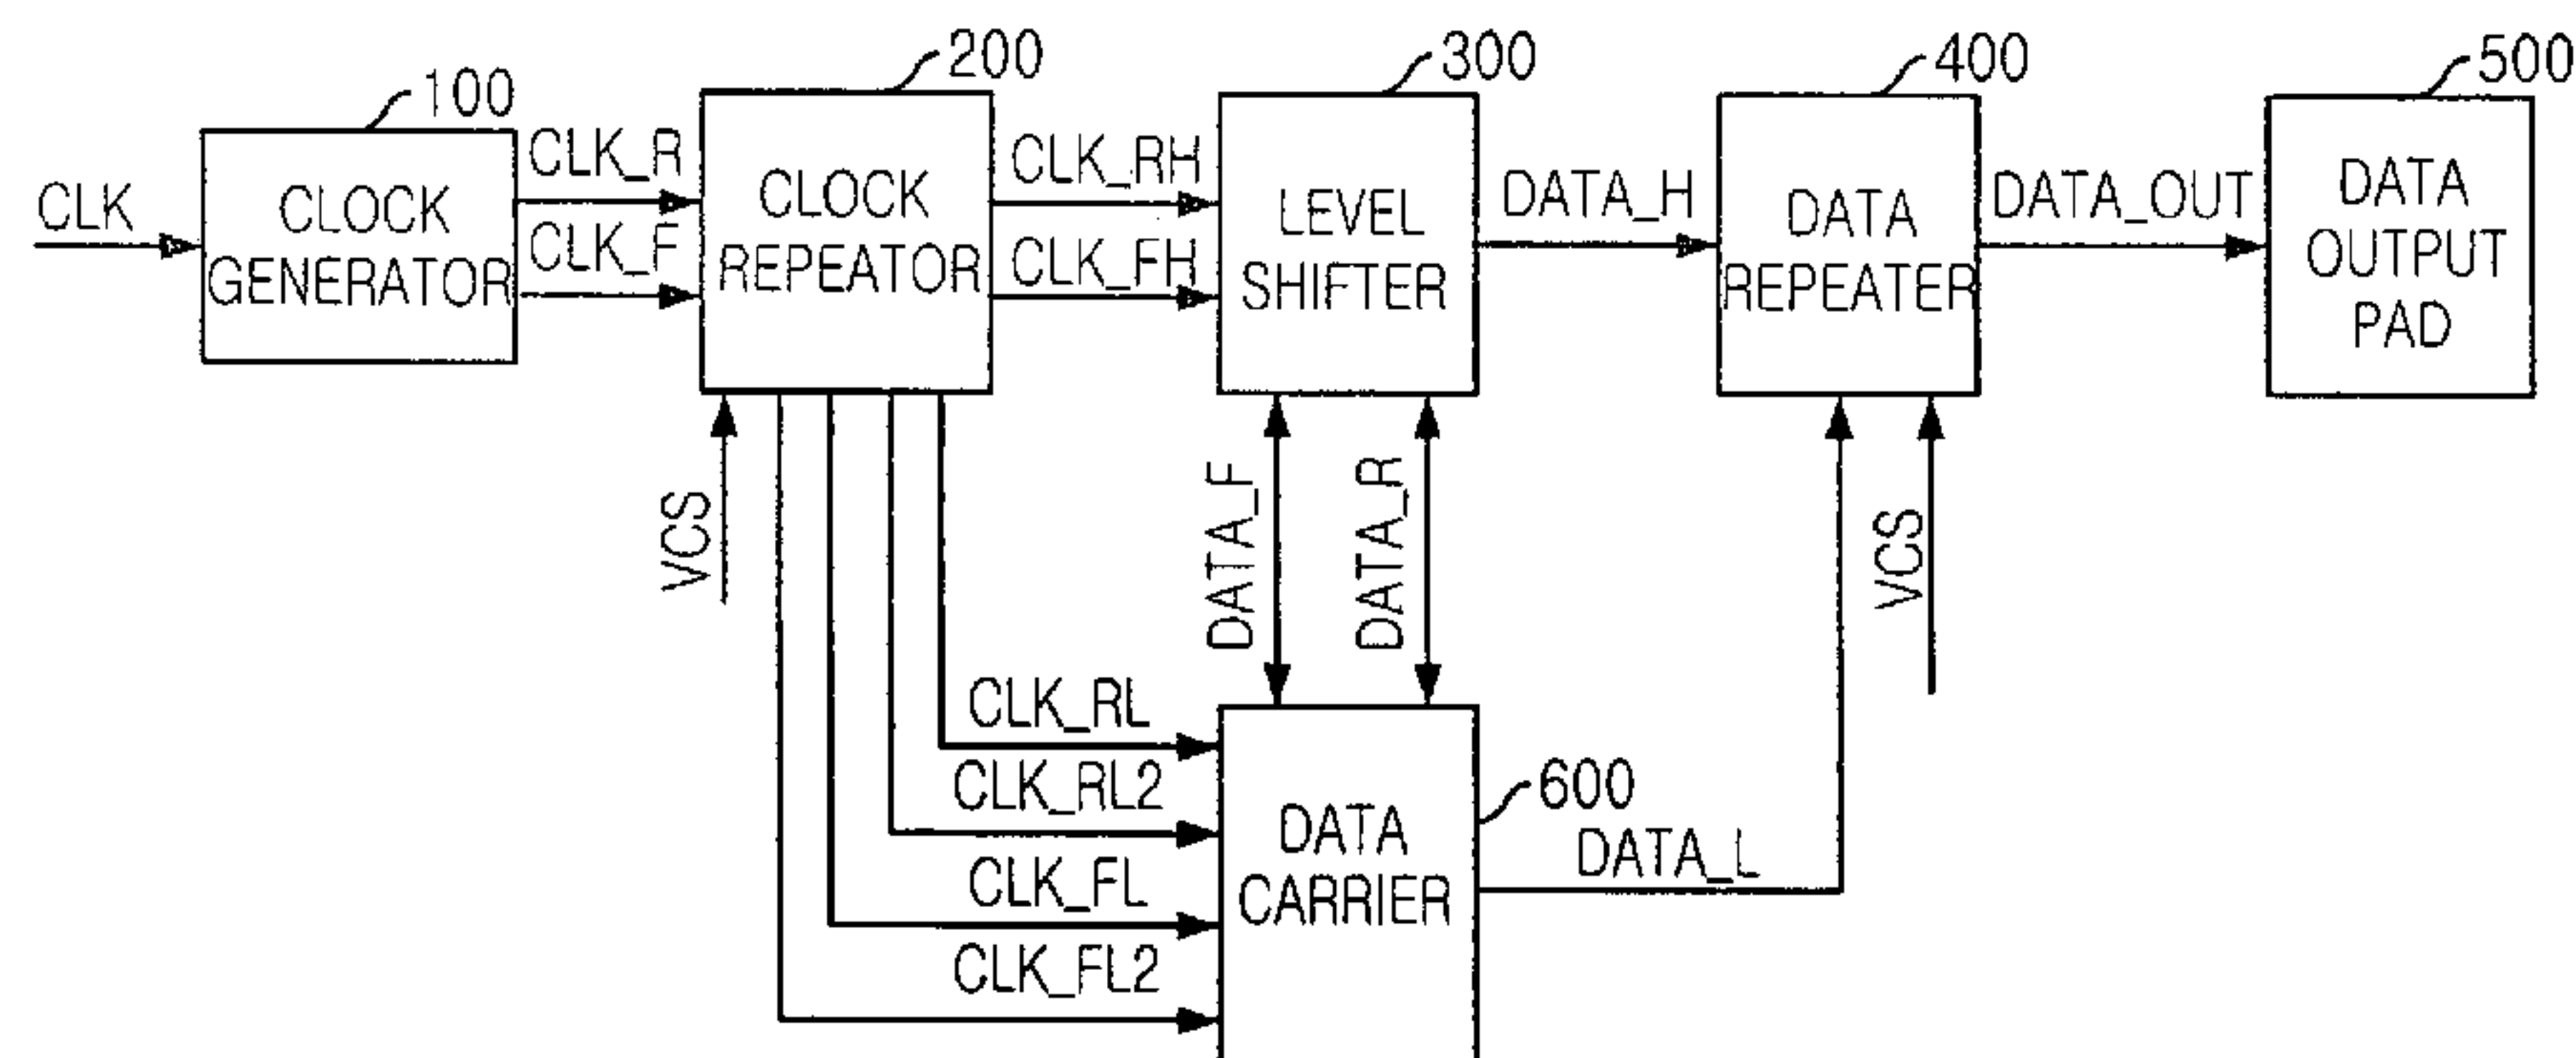 100
200
300
400
500
CLK
CLOCK
GENERATOR
CLK_R
CLK_F
CLOCK
REPEATOR
CLK_RH
CLK_FH
LEVEL
SHIFTER
DATA_H
DATA
REPEATER
DATA_OUT
DATA
OUTPUT
PAD
VCS
DATA_F
DATA_R
VCS
CLK_RL
CLK_RL2
CLK_FL
CLK_FL2
DATA
CARRIER
600
DATA_L